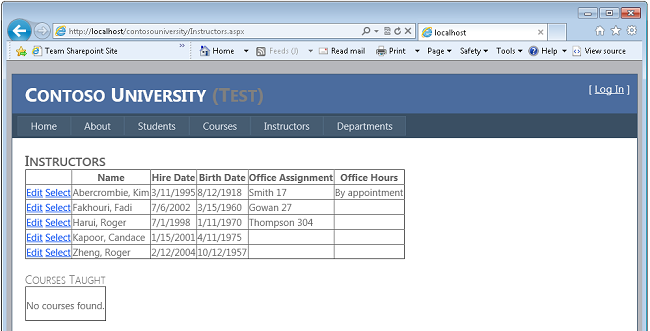 http://localhost/contosouniversity/Instructors.aspx
localhost
Team Sharepoint Site » Home Feeds (J) Read mail Print Page Safety Tools Help View source
CONTOSO UNIVERSITY (TEST) [ Log In ]
Home About Students Courses Instructors Departments
INSTRUCTORS
Name Hire Date Birth Date Office Assignment Office Hours
Edit Select Abercrombie, Kim 3/11/1995 8/12/1918 Smith 17 By appointment
Edit Select Fakhouri, Fadi 7/6/2002 3/15/1960 Gowan 27
Edit Select Harui, Roger 7/1/1998 1/11/1970 Thompson 304
Edit Select Kapoor, Candace 1/15/2001 4/11/1975
Edit Select Zheng, Roger 2/12/2004 10/12/1957
COURSES TAUGHT
No courses found.